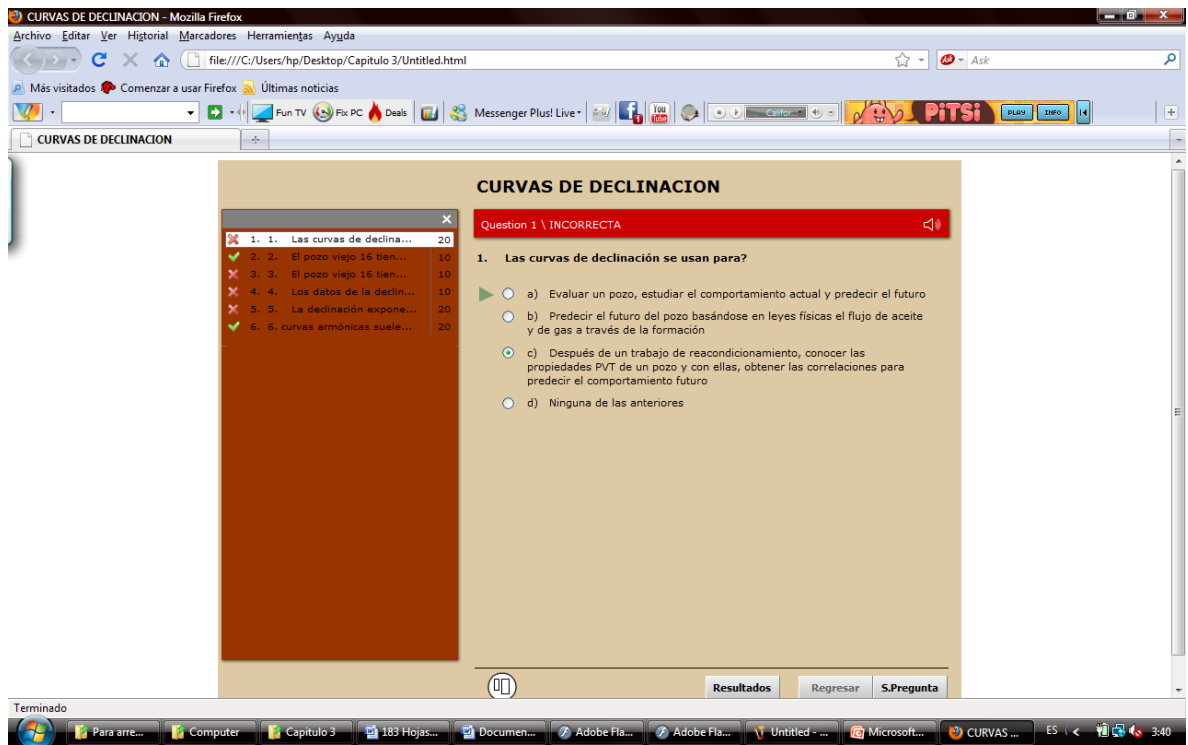 CURVAS DE DECLINACION - Mozilla Firefox
Archivo Editar Ver Historial Marcadores Herramientas Ayuda
file:///C:/Users/hp/Desktop/Capitulo 3/Untitled.html
Ask
Más visitados Comenzar a usar Firefox Últimas noticias
Fun TV Fix PC Deals Messenger Plus! Live You Tube Califor... PiTSi PLAY INFO
CURVAS DE DECLINACION
CURVAS DE DECLINACION
Question 1 \ INCORRECTA
1. 1. Las curvas de declina... 20
2. 2. El pozo viejo 16 tien... 10
3. 3. El pozo viejo 16 tien... 10
4. 4. Los datos de la declin... 10
5. 5. La declinación expone... 20
6. 6. curvas armónicas suele... 20
1. Las curvas de declinación se usan para?
a) Evaluar un pozo, estudiar el comportamiento actual y predecir el futuro
b) Predecir el futuro del pozo basándose en leyes físicas el flujo de aceite
y de gas a través de la formación
c) Después de un trabajo de reacondicionamiento, conocer las
propiedades PVT de un pozo y con ellas, obtener las correlaciones para
predecir el comportamiento futuro
d) Ninguna de las anteriores
Resultados Regresar S.Pregunta
Terminado
Para arre... Computer Capitulo 3 183 Hojas... Documen... Adobe Fla... Adobe Fla... Untitled - ... Microsoft... CURVAS ... ES 3:40